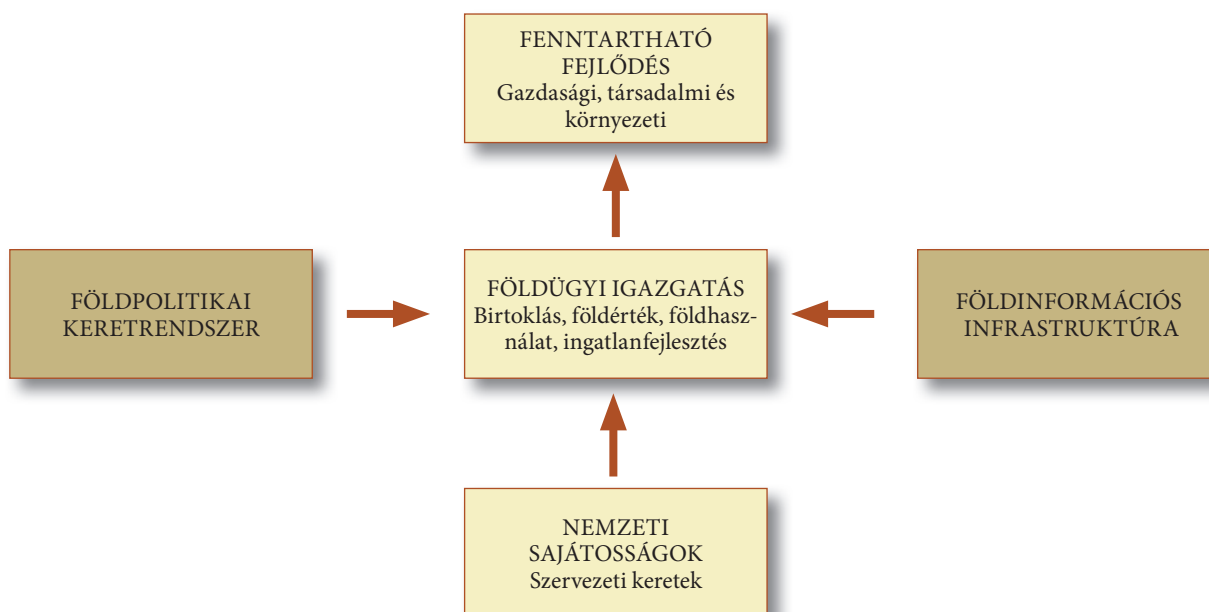 FENNTARTHATÓ
FEJLŐDÉS
Gazdasági, társadalmi és
környezeti
FÖLDPOLITIKAI
KERETRENDSZER
FÖLDÜGYI IGAZGATÁS
Birtoklás, földérték, földhasz-
nálat, ingatlanfejlesztés
FÖLDINFORMÁCIÓS
INFRASTRUKTÚRA
NEMZETI
SAJÁTOSSÁGOK
Szervezeti keretek